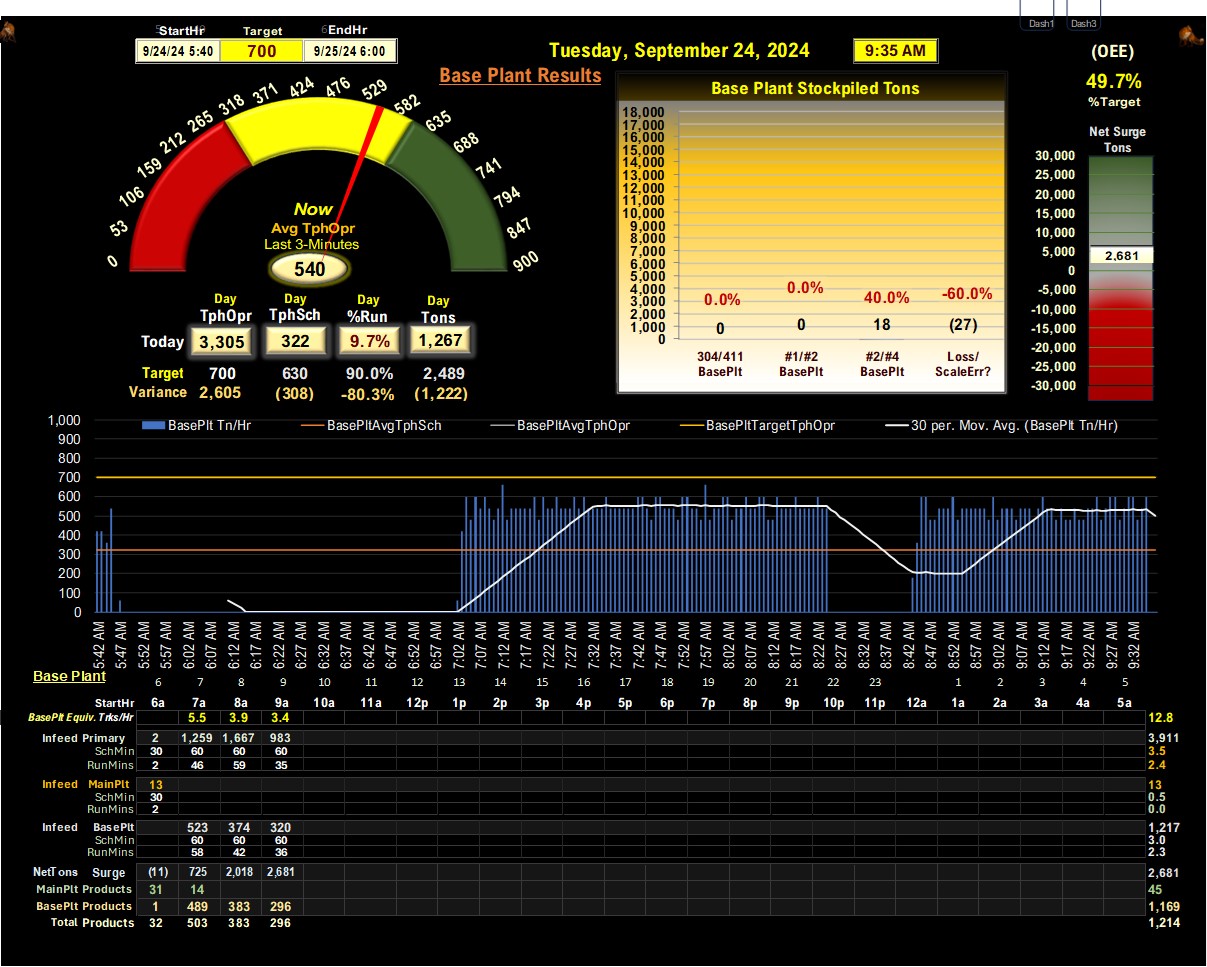 Dash1 Dash3
StartHr Target EndHr
9/24/24 5:40 700 9/25/24 6:00
Tuesday, September 24, 2024 9:35 AM
(OEE)
49.7%
%Target
Base Plant Results
0 53 106 159 212 265 318 371 424 476 529 582 635 688 741 794 847 900
Now
Avg TphOpr
Last 3-Minutes
540
Day TphOpr Day TphSch Day %Run Day Tons
Today 3,305 322 9.7% 1,267
Target 700 630 90.0% 2,489
Variance 2,605 (308) -80.3% (1,222)
Base Plant Stockpiled Tons
18,000
17,000
16,000
15,000
14,000
13,000
12,000
11,000
10,000
9,000
8,000
7,000
6,000
5,000
4,000
3,000
2,000
1,000
0
0.0% 0.0% 40.0% -60.0%
0 0 18 (27)
304/411 #1/#2 #2/#4 Loss/
BasePlt BasePlt BasePlt ScaleErr?
Net Surge
Tons
30,000
25,000
20,000
15,000
10,000
5,000
0
-5,000
-10,000
-15,000
-20,000
-25,000
-30,000
2,681
BasePlt Tn/Hr BasePltAvgTphSch BasePltAvgTphOpr BasePltTargetTphOpr 30 per. Mov. Avg. (BasePlt Tn/Hr)
1,000
900
800
700
600
500
400
300
200
100
0
5:42 AM 5:47 AM 5:52 AM 5:57 AM 6:02 AM 6:07 AM 6:12 AM 6:17 AM 6:22 AM 6:27 AM 6:32 AM 6:37 AM 6:42 AM 6:47 AM 6:52 AM 6:57 AM 7:02 AM 7:07 AM 7:12 AM 7:17 AM 7:22 AM 7:27 AM 7:32 AM 7:37 AM 7:42 AM 7:47 AM 7:52 AM 7:57 AM 8:02 AM 8:07 AM 8:12 AM 8:17 AM 8:22 AM 8:27 AM 8:37 AM 8:42 AM 8:47 AM 8:52 AM 8:57 AM 9:02 AM 9:07 AM 9:12 AM 9:17 AM 9:22 AM 9:27 AM 9:32 AM
Base Plant
6 7 8 9 10 11 12 13 14 15 16 17 18 19 20 21 22 23 1 2 3 4 5
StartHr 6a 7a 8a 9a 10a 11a 12p 1p 2p 3p 4p 5p 6p 7p 8p 9p 10p 11p 12a 1a 2a 3a 4a 5a
BasePlt Equiv. Trks/Hr 5.5 3.9 3.4 12.8
Infeed Primary 2 1,259 1,667 983 3,911
SchMin 30 60 60 60 3.5
RunMins 2 46 59 35 2.4
Infeed MainPlt 13 13
SchMin 30 0.5
RunMins 2 0.0
Infeed BasePlt 523 374 320 1,217
SchMin 60 60 60 3.0
RunMins 58 42 36 2.3
NetTons Surge (11) 725 2,018 2,681 2,681
MainPlt Products 31 14 45
BasePlt Products 1 489 383 296 1,169
Total Products 32 503 383 296 1,214